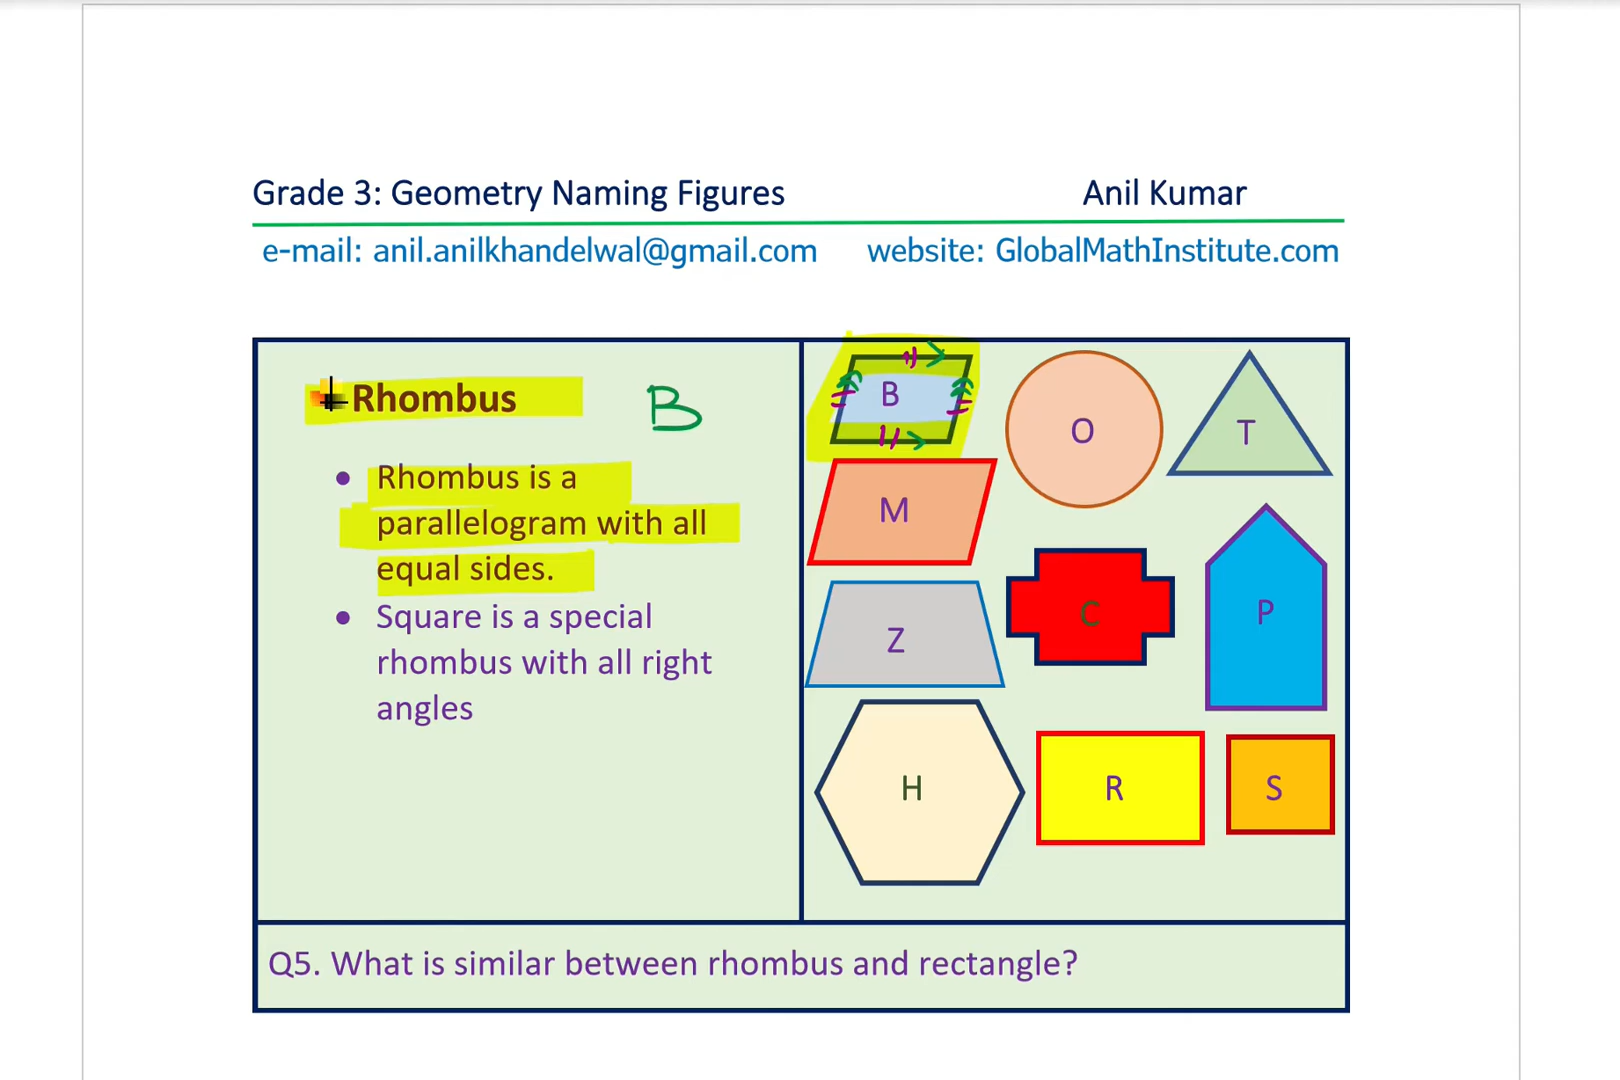 Grade 3: Geometry Naming Figures Anil Kumar
e-mail: anil.anilkhandelwal@gmail.com website: GlobalMathInstitute.com
Rhombus B
Rhombus is a
parallelogram with all
equal sides.
Square is a special
rhombus with all right
angles
B
O
T
M
C
P
Z
H
R
S
Q5. What is similar between rhombus and rectangle?